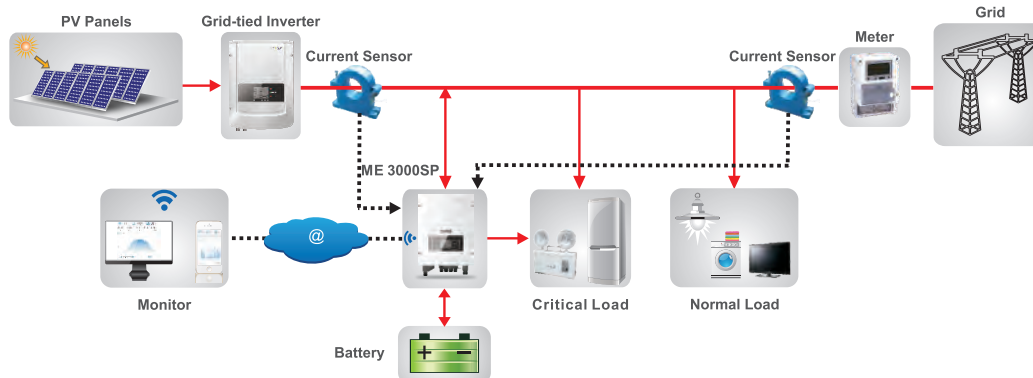 PV Panels
Grid-tied Inverter
Current Sensor
Current Sensor
Meter
Grid
ME 3000SP
@
Monitor
Critical Load
Normal Load
Battery
+ −